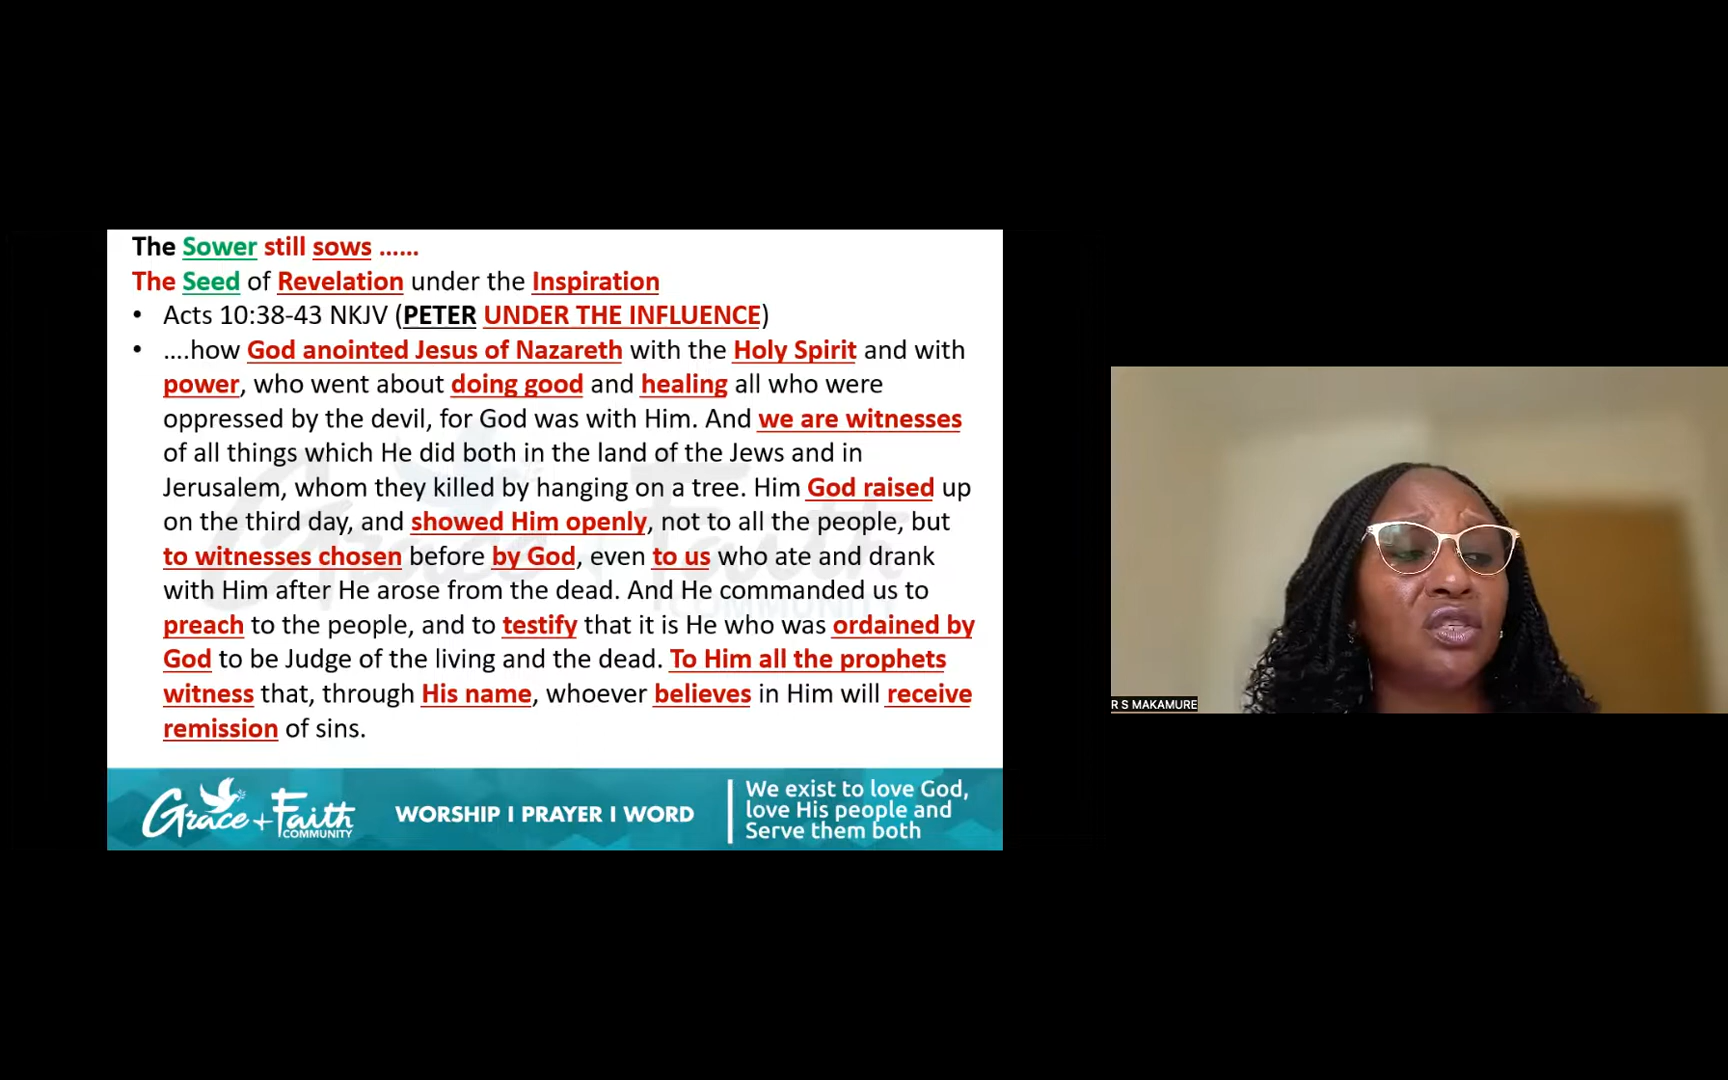 The Sower still sows ……
The Seed of Revelation under the Inspiration
• Acts 10:38-43 NKJV (PETER UNDER THE INFLUENCE)
• ….how God anointed Jesus of Nazareth with the Holy Spirit and with
power, who went about doing good and healing all who were
oppressed by the devil, for God was with Him. And we are witnesses
of all things which He did both in the land of the Jews and in
Jerusalem, whom they killed by hanging on a tree. Him God raised up
on the third day, and showed Him openly, not to all the people, but
to witnesses chosen before by God, even to us who ate and drank
with Him after He arose from the dead. And He commanded us to
preach to the people, and to testify that it is He who was ordained by
God to be Judge of the living and the dead. To Him all the prophets
witness that, through His name, whoever believes in Him will receive
remission of sins.
Grace + Faith
COMMUNITY
WORSHIP I PRAYER I WORD
We exist to love God,
love His people and
Serve them both
R S MAKAMURE